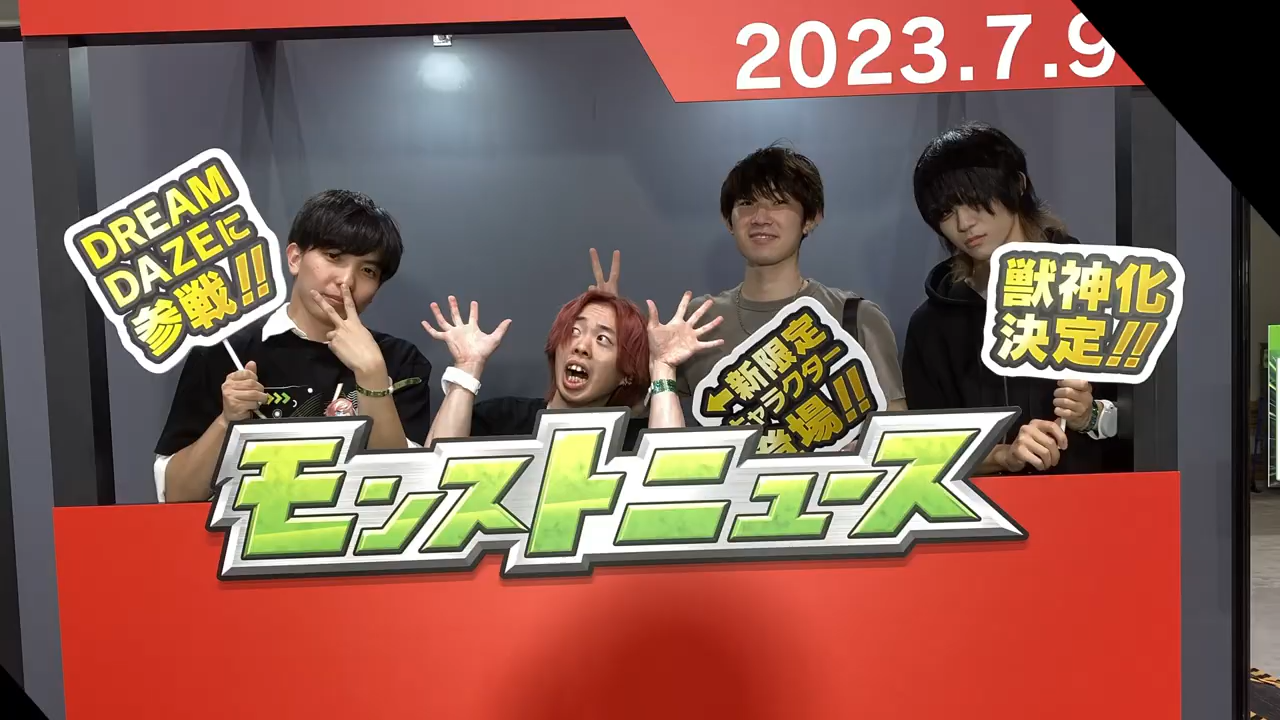 2023.7.9
DREAM
DAZEに
参戦!!
新限定
キャラクター
登場!!
獣神化
決定!!
モンストニュース